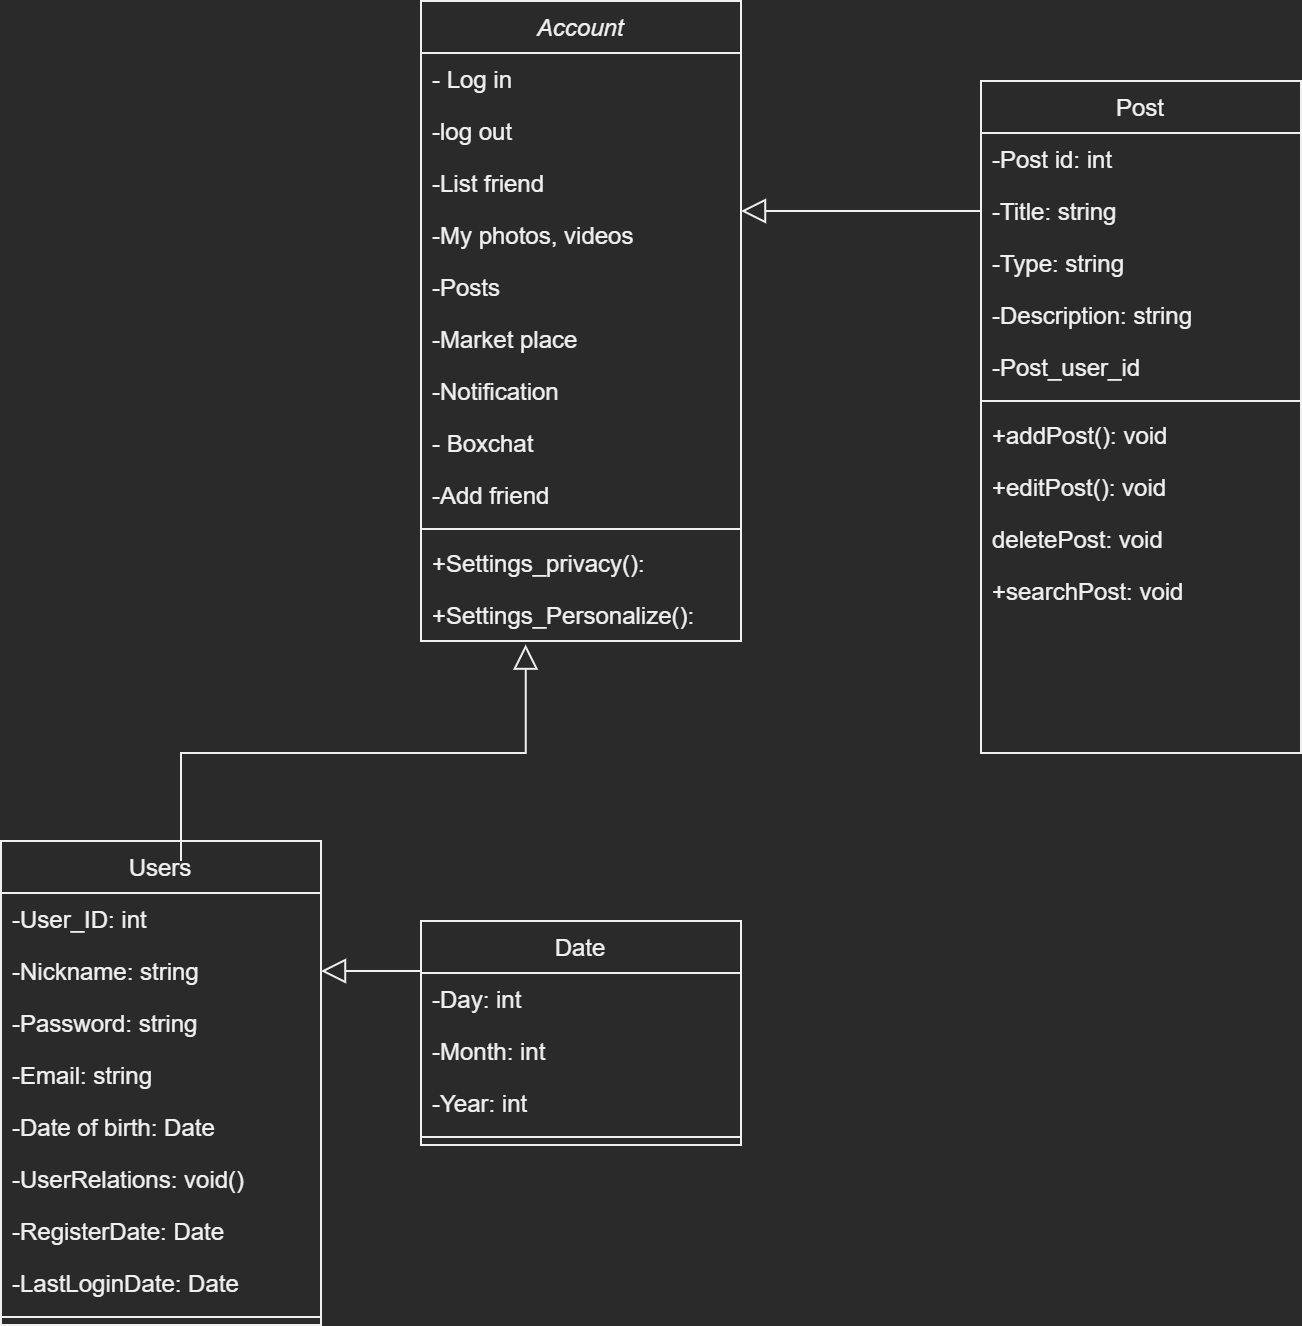 Account
- Log in
-log out
-List friend
-My photos, videos
-Posts
-Market place
-Notification
- Boxchat
-Add friend
+Settings_privacy():
+Settings_Personalize():
Post
-Post id: int
-Title: string
-Type: string
-Description: string
-Post_user_id
+addPost(): void
+editPost(): void
deletePost: void
+searchPost: void
Users
-User_ID: int
-Nickname: string
-Password: string
-Email: string
-Date of birth: Date
-UserRelations: void()
-RegisterDate: Date
-LastLoginDate: Date
Date
-Day: int
-Month: int
-Year: int